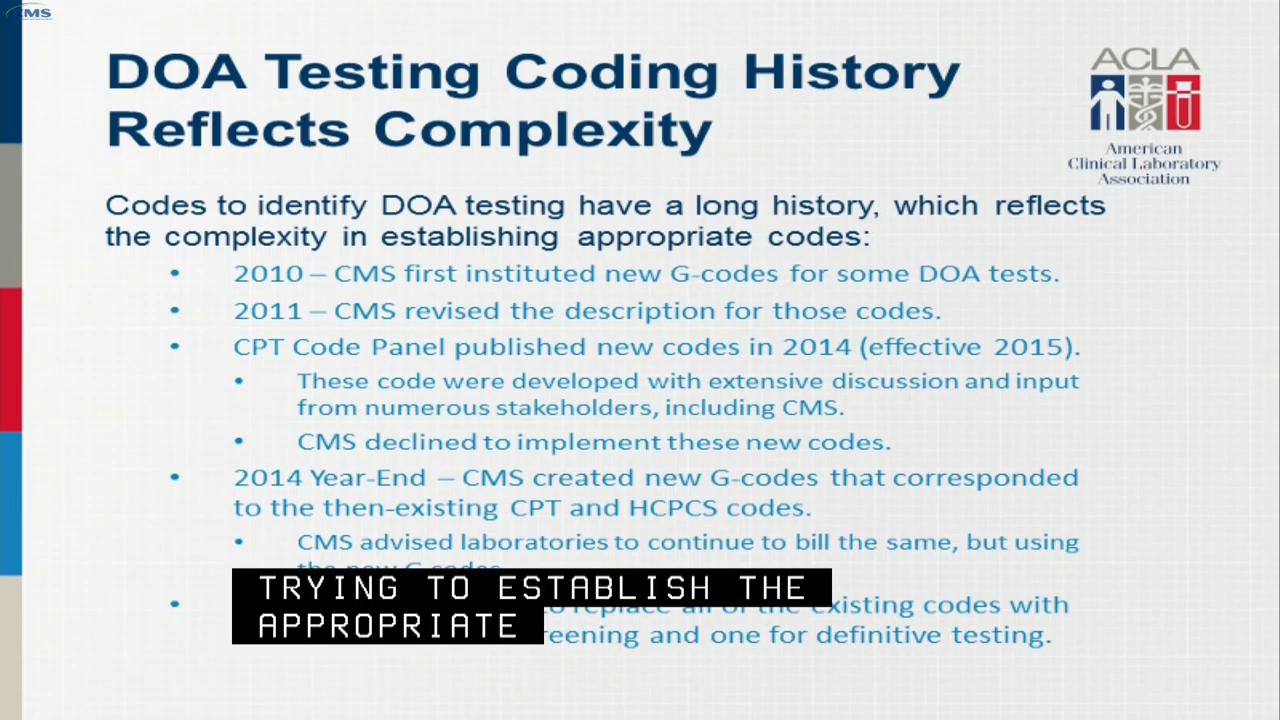 CMS
DOA Testing Coding History
Reflects Complexity
ACLA
American
Clinical Laboratory
Association
Codes to identify DOA testing have a long history, which reflects
the complexity in establishing appropriate codes:
• 2010 – CMS first instituted new G-codes for some DOA tests.
• 2011 – CMS revised the description for those codes.
• CPT Code Panel published new codes in 2014 (effective 2015).
• These code were developed with extensive discussion and input
from numerous stakeholders, including CMS.
• CMS declined to implement these new codes.
• 2014 Year-End – CMS created new G-codes that corresponded
to the then-existing CPT and HCPCS codes.
• CMS advised laboratories to continue to bill the same, but using
the new G codes
• to replace all of the existing codes with
and one for definitive testing.
TRYING TO ESTABLISH THE
APPROPRIATE